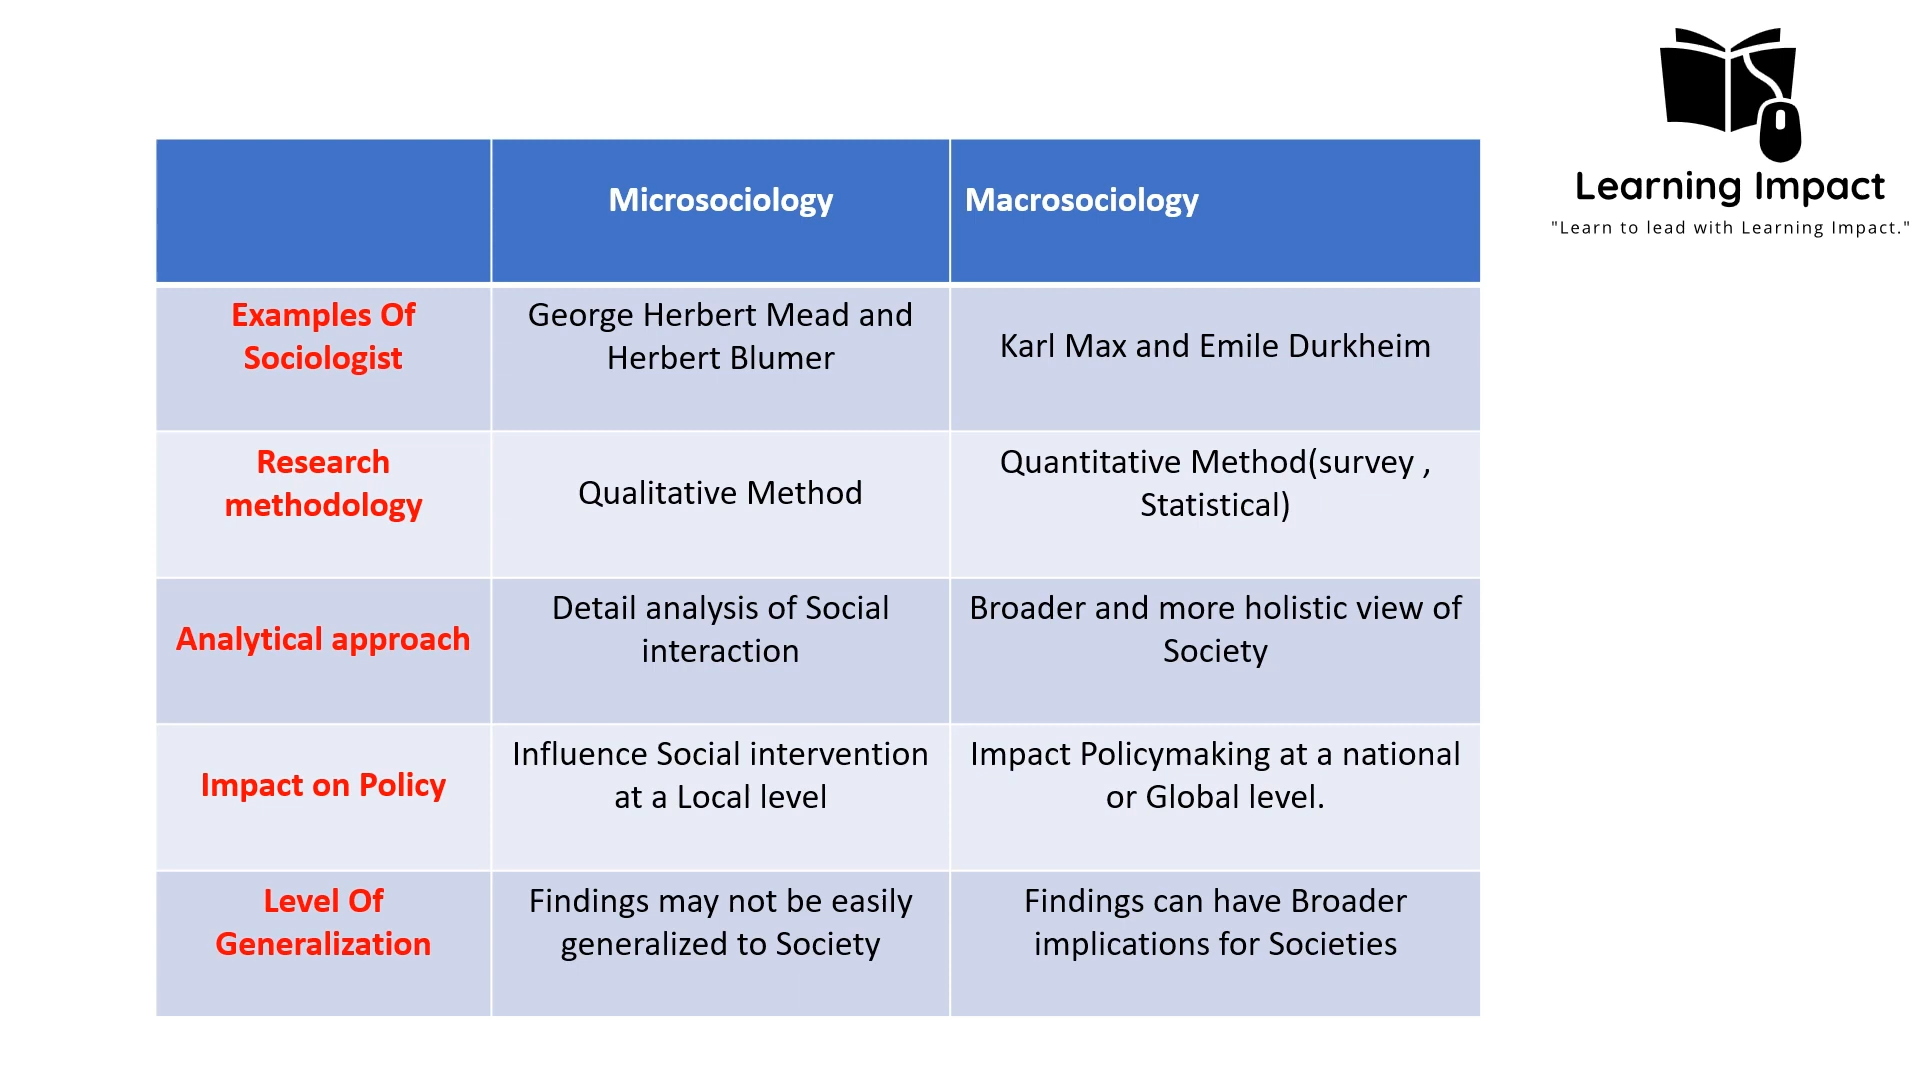 Learning Impact
"Learn to lead with Learning Impact."
Microsociology
Macrosociology
Examples Of
Sociologist
George Herbert Mead and
Herbert Blumer
Karl Max and Emile Durkheim
Research
methodology
Qualitative Method
Quantitative Method(survey ,
Statistical)
Analytical approach
Detail analysis of Social
interaction
Broader and more holistic view of
Society
Impact on Policy
Influence Social intervention
at a Local level
Impact Policymaking at a national
or Global level.
Level Of
Generalization
Findings may not be easily
generalized to Society
Findings can have Broader
implications for Societies